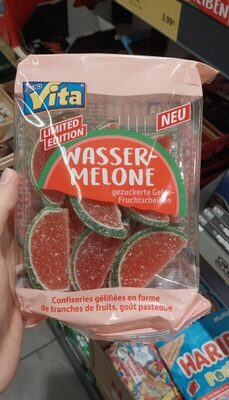 Vita
NEU
LIMITED
EDITION
WASSER-
MELONE
gezuckerte Gelee-
Fruchtscheiben
Confiseries gélifiées en forme
de tranches de fruits, goût pastèque
HARIB